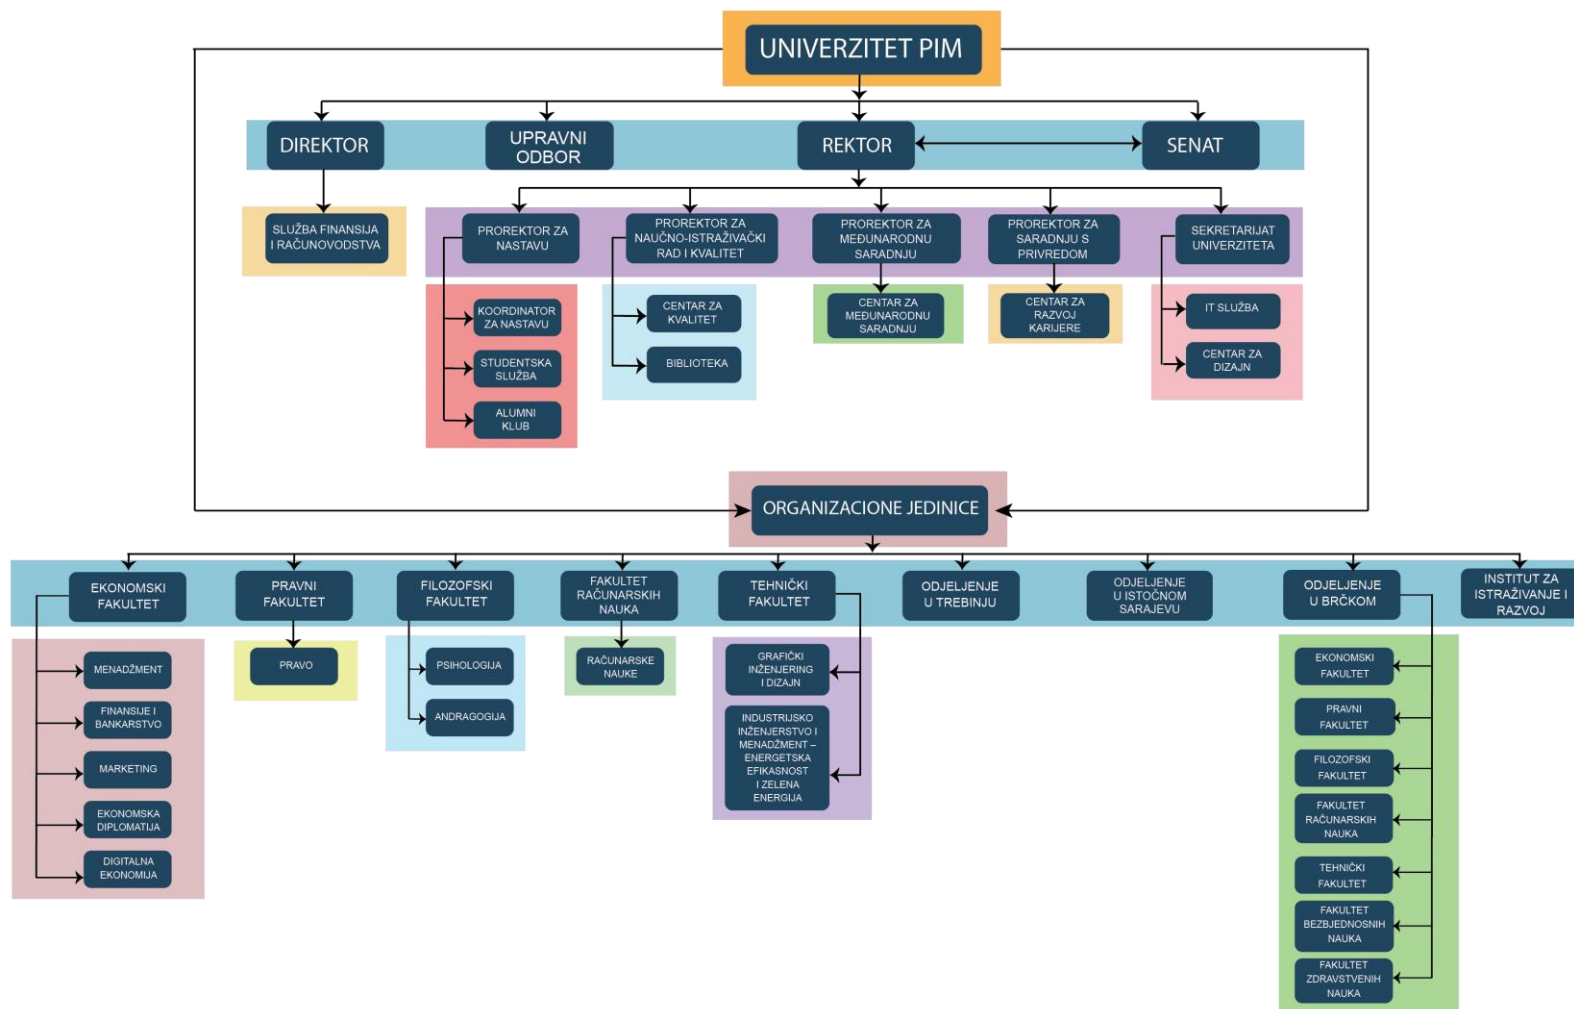 UNIVERZITET PIM
DIREKTOR
UPRAVNI
ODBOR
REKTOR
SENAT
SLUŽBA FINANSIJA
I RAČUNOVODSTVA
PROREKTOR ZA
NASTAVU
PROREKTOR ZA
NAUČNO-ISTRAŽIVAČKI
RAD I KVALITET
PROREKTOR ZA
MEĐUNARODNU
SARADNJU
PROREKTOR ZA
SARADNJU S
PRIVREDOM
SEKRETARIJAT
UNIVERZITETA
KOORDINATOR
ZA NASTAVU
STUDENTSKA
SLUŽBA
ALUMNI
KLUB
CENTAR ZA
KVALITET
BIBLIOTEKA
CENTAR ZA
MEĐUNARODNU
SARADNJU
CENTAR ZA
RAZVOJ
KARIJERE
IT SLUŽBA
CENTAR ZA
DIZAJN
ORGANIZACIONE JEDINICE
EKONOMSKI
FAKULTET
PRAVNI
FAKULTET
FILOZOFSKI
FAKULTET
FAKULTET
RAČUNARSKIH
NAUKA
TEHNIČKI
FAKULTET
ODJELJENJE
U TREBINJU
ODJELJENJE
U ISTOČNOM
SARAJEVU
ODJELJENJE
U BRČKOM
INSTITUT ZA
ISTRAŽIVANJE I
RAZVOJ
MENADŽMENT
FINANSIJE I
BANKARSTVO
MARKETING
EKONOMSKA
DIPLOMATIJA
DIGITALNA
EKONOMIJA
PRAVO
PSIHOLOGIJA
ANDRAGOGIJA
RAČUNARSKE
NAUKE
GRAFIČKI
INŽENJERING
I DIZAJN
INDUSTRIJSKO
INŽENJERSTVO I
MENADŽMENT –
ENERGETSKA
EFIKASNOST
I ZELENA
ENERGIJA
EKONOMSKI
FAKULTET
PRAVNI
FAKULTET
FILOZOFSKI
FAKULTET
FAKULTET
RAČUNARSKIH
NAUKA
TEHNIČKI
FAKULTET
FAKULTET
BEZBJEDNOSNIH
NAUKA
FAKULTET
ZDRAVSTVENIH
NAUKA